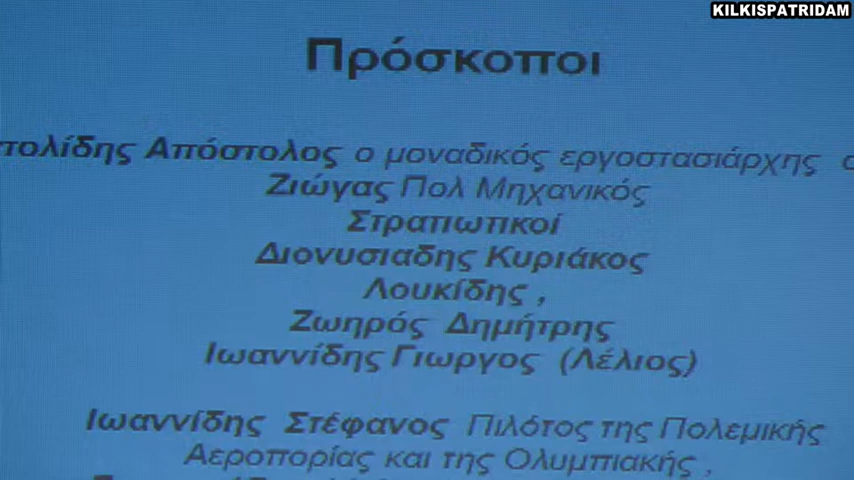 KILKISPATRIDAM
Πρόσκοποι
Απόστολος ο μοναδικός εργοστασιάρχης
Ζιώγας Πολ Μηχανικός
Στρατιωτικοί
Διονυσιαδης Κυριάκος
Λουκίδης ,
Ζωηρός Δημήτρης
Ιωαννίδης Γιωργος (Λέλιος)
Ιωαννίδης Στέφανος Πιλότος της Πολεμικής
Αεροπορίας και της Ολυμπιακής ,